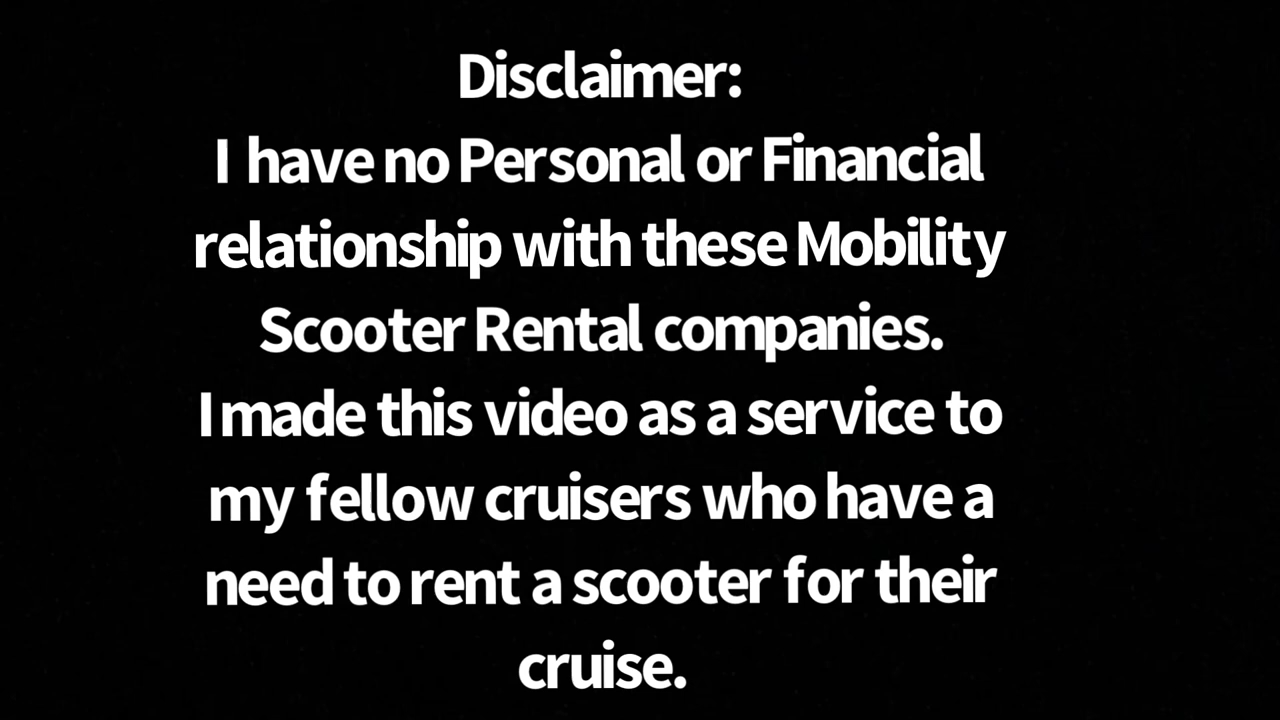 Disclaimer:
I have no Personal or Financial
relationship with these Mobility
Scooter Rental companies.
I made this video as a service to
my fellow cruisers who have a
need to rent a scooter for their
cruise.